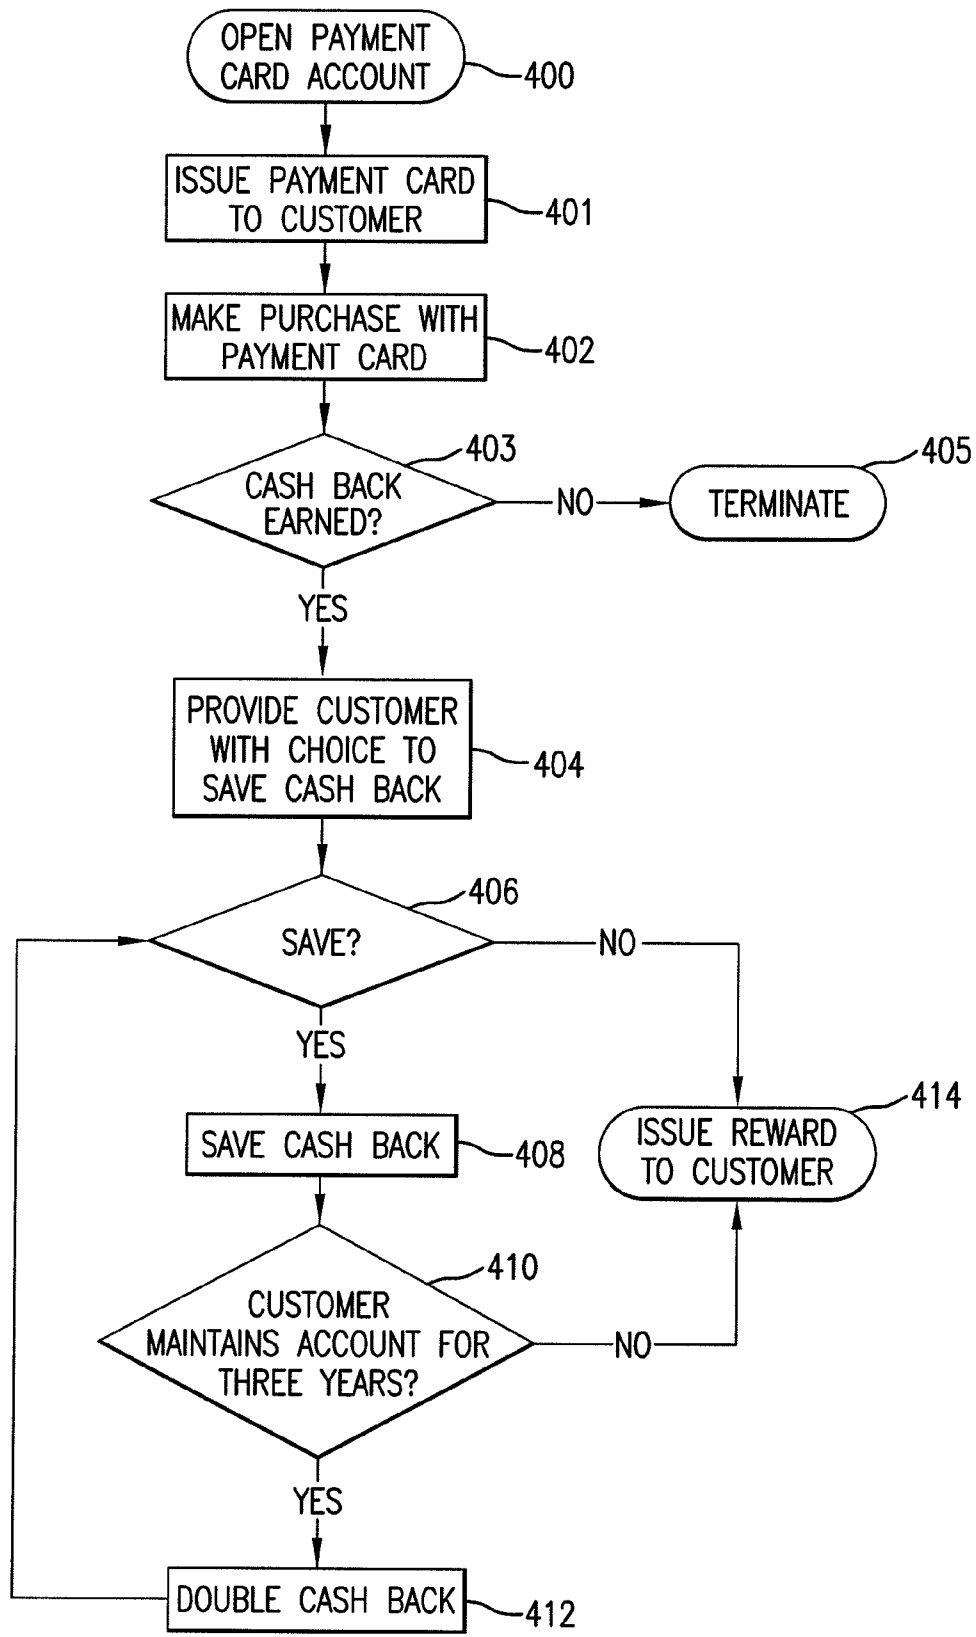 OPEN PAYMENT
CARD ACCOUNT
400
ISSUE PAYMENT CARD
TO CUSTOMER
401
MAKE PURCHASE WITH
PAYMENT CARD
402
403
CASH BACK
EARNED?
NO
405
TERMINATE
YES
PROVIDE CUSTOMER
WITH CHOICE TO
SAVE CASH BACK
404
406
SAVE?
NO
YES
414
ISSUE REWARD
TO CUSTOMER
SAVE CASH BACK
408
410
CUSTOMER
MAINTAINS ACCOUNT FOR
THREE YEARS?
NO
YES
DOUBLE CASH BACK
412